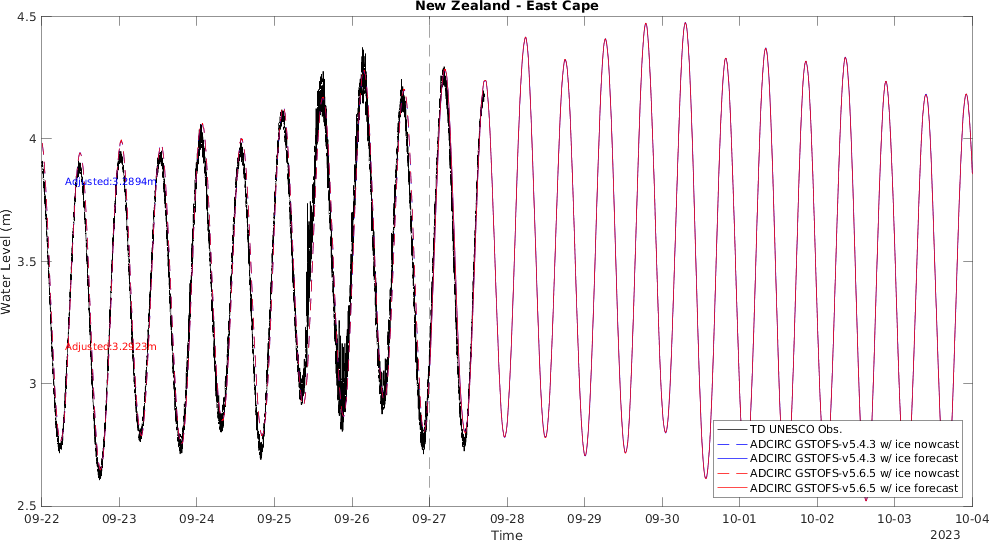 New Zealand - East Cape
4.5
4
3.5
3
2.5
Water Level (m)
Adjusted:3.2894m
Adjusted:3.2923m
TD UNESCO Obs.
ADCIRC GSTOFS-v5.4.3 w/ ice nowcast
ADCIRC GSTOFS-v5.4.3 w/ ice forecast
ADCIRC GSTOFS-v5.6.5 w/ ice nowcast
ADCIRC GSTOFS-v5.6.5 w/ ice forecast
09-22 09-23 09-24 09-25 09-26 09-27 09-28 09-29 09-30 10-01 10-02 10-03 10-04
Time
2023